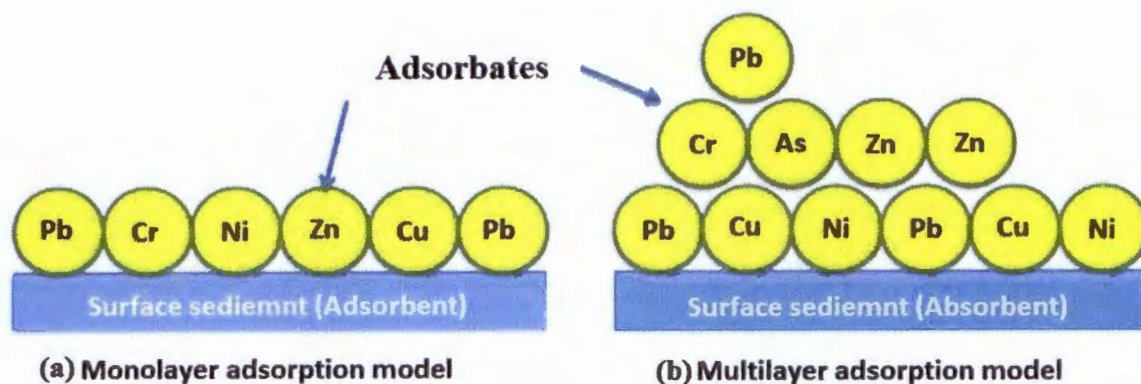 Adsorbates
Pb
Cr As Zn Zn
Pb Cr Ni Zn Cu Pb
Pb Cu Ni Pb Cu Ni
Surface sediemnt (Adsorbent)
Surface sediemnt (Absorbent)
(a) Monolayer adsorption model
(b) Multilayer adsorption model